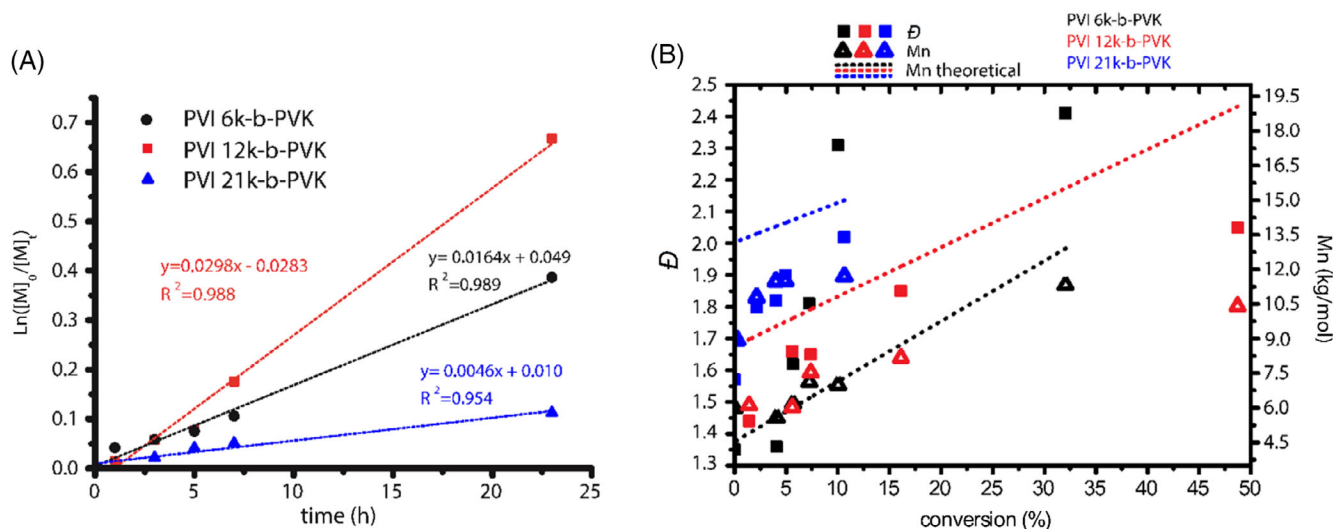 (A)
Ln([M]0/[M]t)
0.7
0.6
0.5
0.4
0.3
0.2
0.1
0.0
PVI 6k-b-PVK
PVI 12k-b-PVK
PVI 21k-b-PVK
y=0.0298x - 0.0283
R²=0.988
y=0.0164x + 0.049
R²=0.989
y= 0.0046x + 0.010
R²=0.954
0 5 10 15 20 25
time (h)
(B)
Đ
Mn
Mn theoretical
PVI 6k-b-PVK
PVI 12k-b-PVK
PVI 21k-b-PVK
Đ
2.5
2.4
2.3
2.2
2.1
2.0
1.9
1.8
1.7
1.6
1.5
1.4
1.3
19.5
18.0
16.5
15.0
13.5
12.0
10.5
9.0
7.5
6.0
4.5
Mn (kg/mol)
0 5 10 15 20 25 30 35 40 45 50
conversion (%)